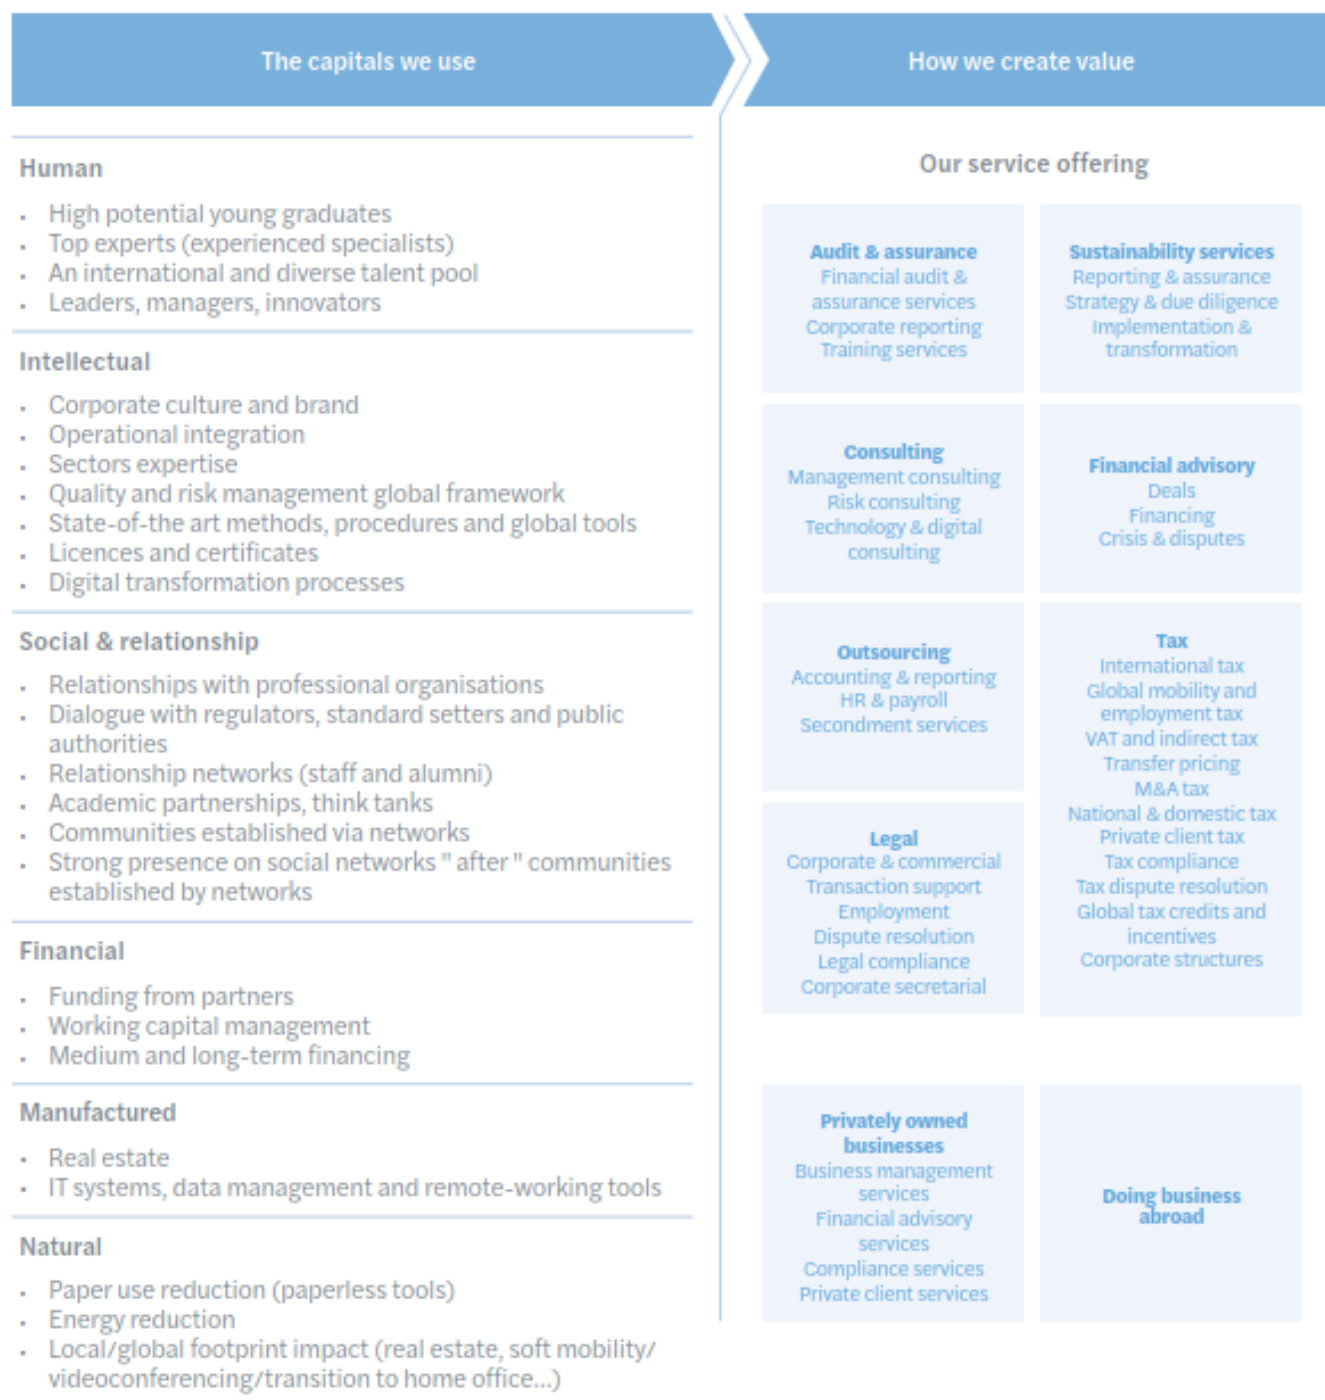 The capitals we use
Human
• High potential young graduates
• Top experts (experienced specialists)
• An international and diverse talent pool
• Leaders, managers, innovators
Intellectual
• Corporate culture and brand
• Operational integration
• Sectors expertise
• Quality and risk management global framework
• State-of-the art methods, procedures and global tools
• Licences and certificates
• Digital transformation processes
Social & relationship
• Relationships with professional organisations
• Dialogue with regulators, standard setters and public
authorities
• Relationship networks (staff and alumni)
• Academic partnerships, think tanks
• Communities established via networks
• Strong presence on social networks " after " communities
established by networks
Financial
• Funding from partners
• Working capital management
• Medium and long-term financing
Manufactured
• Real estate
• IT systems, data management and remote-working tools
Natural
• Paper use reduction (paperless tools)
• Energy reduction
• Local/global footprint impact (real estate, soft mobility/
videoconferencing/transition to home office...)
How we create value
Our service offering
Audit & assurance
Financial audit &
assurance services
Corporate reporting
Training services
Sustainability services
Reporting & assurance
Strategy & due diligence
Implementation &
transformation
Consulting
Management consulting
Risk consulting
Technology & digital
consulting
Financial advisory
Deals
Financing
Crisis & disputes
Outsourcing
Accounting & reporting
HR & payroll
Secondment services
Tax
International tax
Global mobility and
employment tax
VAT and indirect tax
Transfer pricing
M&A tax
National & domestic tax
Private client tax
Tax compliance
Tax dispute resolution
Global tax credits and
incentives
Corporate structures
Legal
Corporate & commercial
Transaction support
Employment
Dispute resolution
Legal compliance
Corporate secretarial
Privately owned
businesses
Business management
services
Financial advisory
services
Compliance services
Private client services
Doing business
abroad